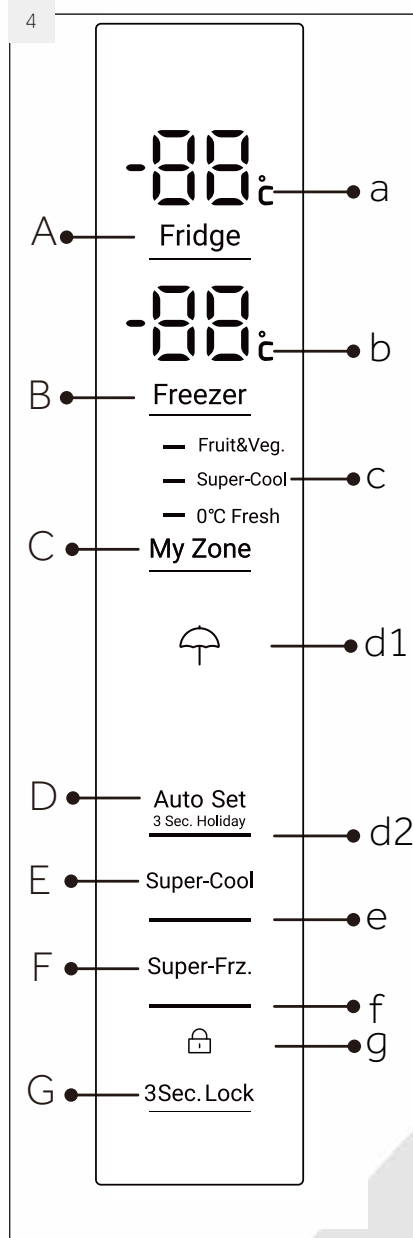 4
-88°c
a
A
Fridge
-88°c
b
B
Freezer
Fruit&Veg.
Super-Cool
c
0°C Fresh
C
My Zone
d1
D
Auto Set
3 Sec. Holiday
d2
E
Super-Cool
e
F
Super-Frz.
f
g
G
3Sec. Lock